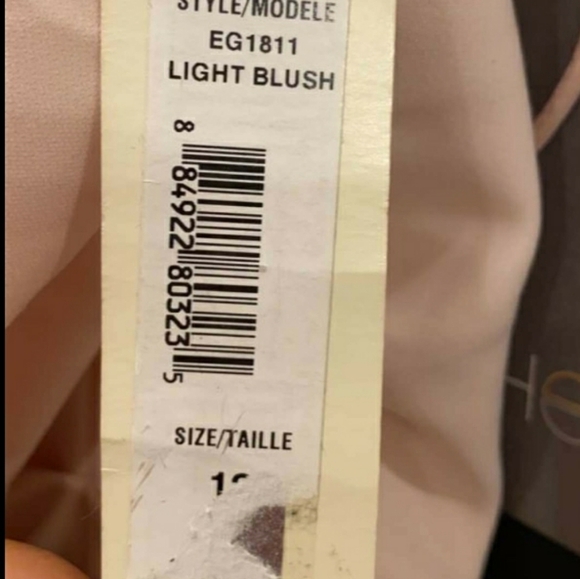 STYLE/MODELE
EG1811
LIGHT BLUSH
8 84922 80323 5
SIZE/TAILLE